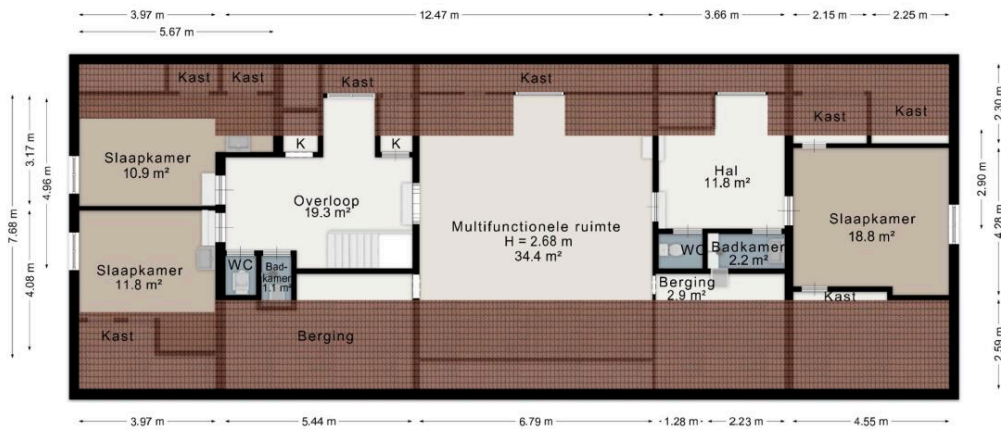 3.97 m
12.47 m
3.66 m
2.15 m
2.25 m
5.67 m
Kast
Kast
Kast
Kast
Kast
Kast
7.68 m
3.17 m
4.96 m
4.08 m
2.30 m
2.90 m
4.28 m
2.59 m
K
K
Slaapkamer
10.9 m²
Overloop
19.3 m²
Hal
11.8 m²
Multifunctionele ruimte
H = 2.68 m
34.4 m²
Slaapkamer
18.8 m²
Slaapkamer
11.8 m²
WC
Bad-
kamer
1.1 m²
WC
Badkamer
2.2 m²
Berging
2.9 m²
Kast
Kast
Berging
3.97 m
5.44 m
6.79 m
1.28 m
2.23 m
4.55 m